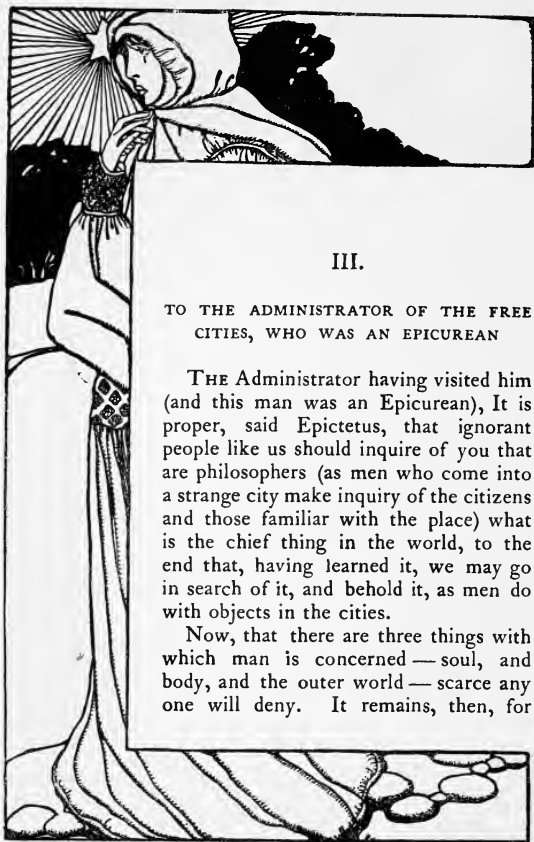 III.
TO THE ADMINISTRATOR OF THE FREE
CITIES, WHO WAS AN EPICUREAN
THE Administrator having visited him
(and this man was an Epicurean), It is
proper, said Epictetus, that ignorant
people like us should inquire of you that
are philosophers (as men who come into
a strange city make inquiry of the citizens
and those familiar with the place) what
is the chief thing in the world, to the
end that, having learned it, we may go
in search of it, and behold it, as men do
with objects in the cities.
Now, that there are three things with
which man is concerned — soul, and
body, and the outer world — scarce any
one will deny. It remains, then, for